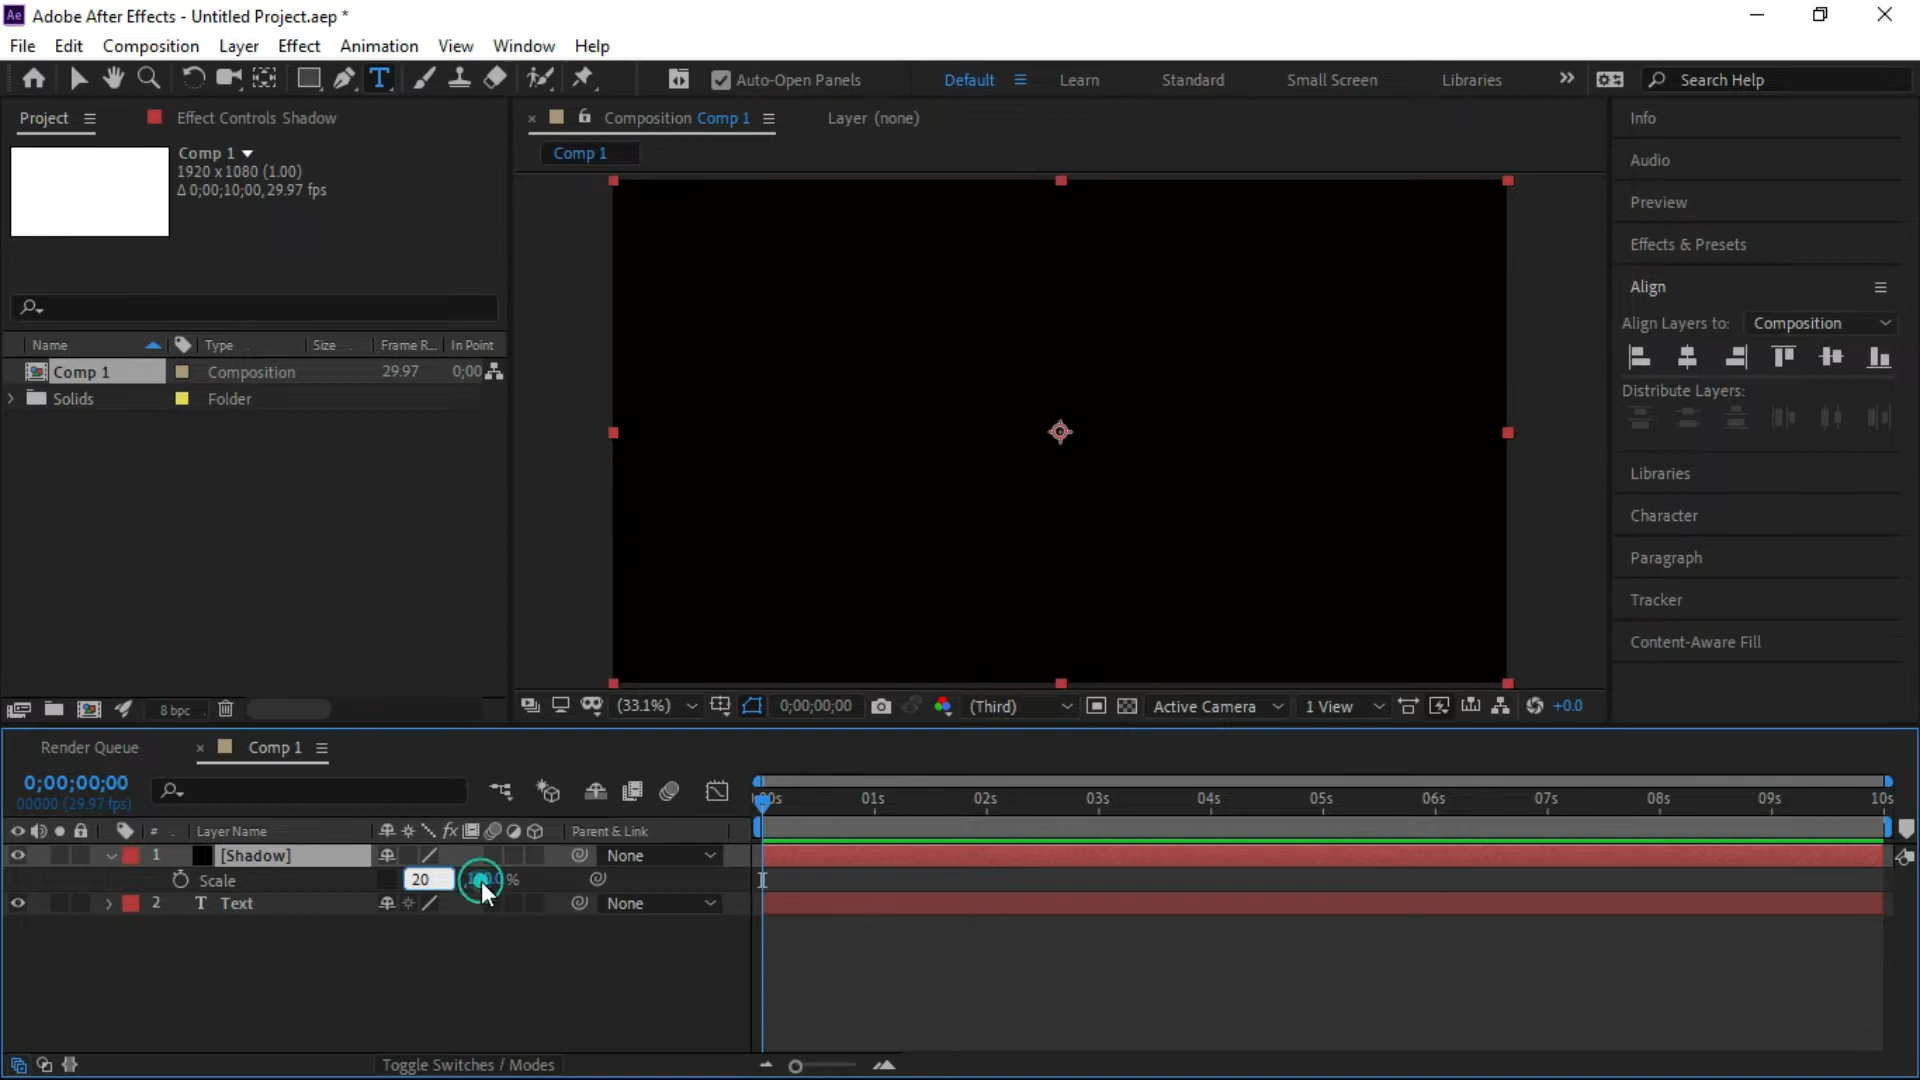 Ae Adobe After Effects - Untitled Project.aep *
File Edit Composition Layer Effect Animation View Window Help
T Auto-Open Panels Default Learn Standard Small Screen Libraries Search Help
Project Effect Controls Shadow
Comp 1
1920 x 1080 (1.00)
Δ 0;00;10;00, 29.97 fps
Name Type Size Frame R... In Point
Comp 1 Composition 29.97 0;00
Solids Folder
8 bpc
Composition Comp 1 Layer (none)
Comp 1
(33.1%) 0;00;00;00 (Third) Active Camera 1 View +0.0
Info
Audio
Preview
Effects & Presets
Align
Align Layers to: Composition
Distribute Layers:
Libraries
Character
Paragraph
Tracker
Content-Aware Fill
Render Queue Comp 1
0;00;00;00
00000 (29.97 fps)
01s 02s 03s 04s 05s 06s 07s 08s 09s 10s
# Layer Name fx Parent & Link
1 [Shadow] None
Scale 20 %
2 T Text None
Toggle Switches / Modes